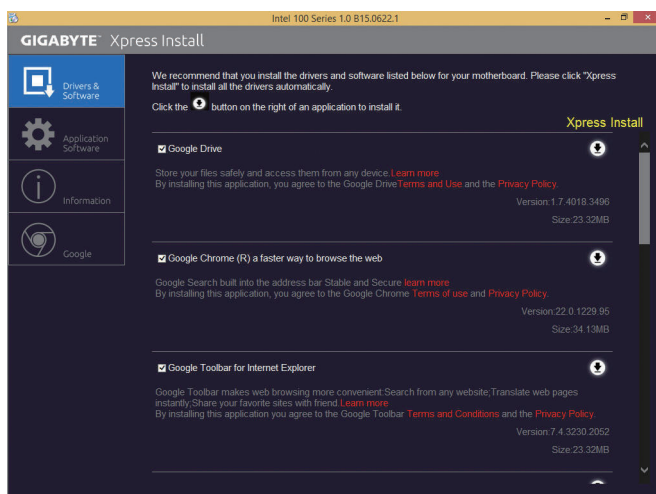 Intel 100 Series 1.0 B15.0622.1
GIGABYTE™ Xpress Install
Drivers &
Software
Application
Software
Information
Google
We recommend that you install the drivers and software listed below for your motherboard. Please click "Xpress
Install" to install all the drivers automatically.
Click the button on the right of an application to install it.
Xpress Install
Google Drive
Store your files safely and access them from any device.Learn more
By installing this application, you agree to the Google DriveTerms and Use and the Privacy Policy.
Version:1.7.4018.3496
Size:23.32MB
Google Chrome (R) a faster way to browse the web
Google Search built into the address bar Stable and Secure learn more
By installing this application, you agree to the Google Chrome Terms of use and Privacy Policy.
Version:22.0.1229.95
Size:34.13MB
Google Toolbar for Internet Explorer
Google Toolbar makes web browsing more convenient:Search from any website;Translate web pages
instantly;Share your favorite sites with friend.Learn more
By installing this application you agree to the Google Toolbar Terms and Conditions and the Privacy Policy.
Version:7.4.3230.2052
Size:23.32MB